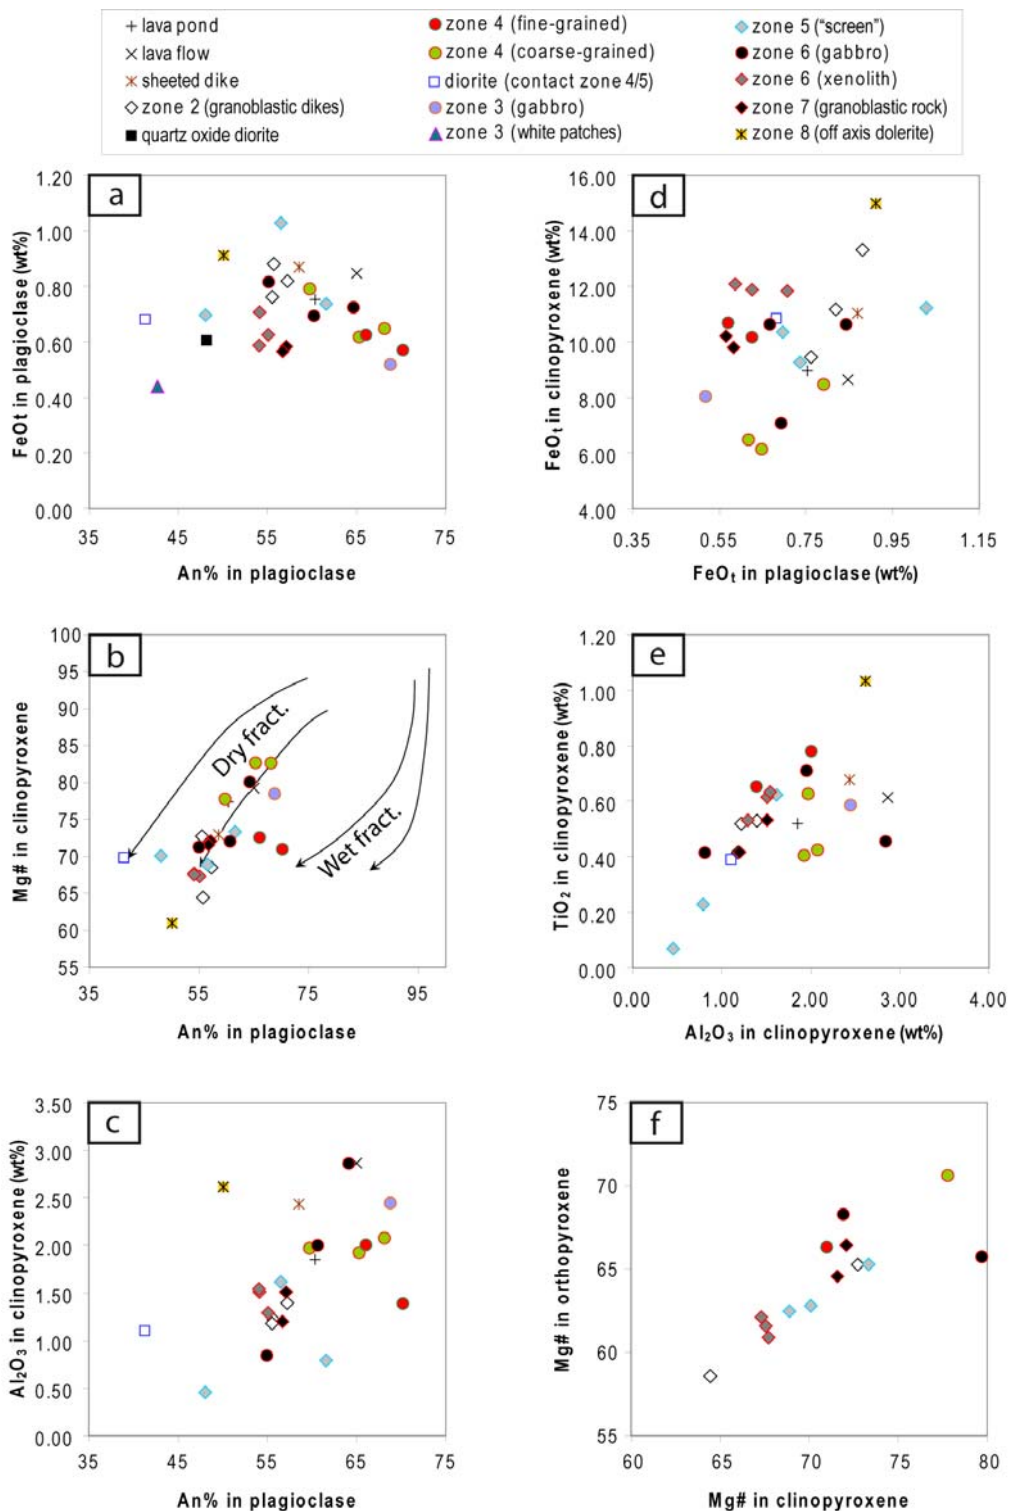 lava pond
lava flow
sheeted dike
zone 2 (granoblastic dikes)
quartz oxide diorite
zone 4 (fine-grained)
zone 4 (coarse-grained)
diorite (contact zone 4/5)
zone 3 (gabbro)
zone 3 (white patches)
zone 5 ("screen")
zone 6 (gabbro)
zone 6 (xenolith)
zone 7 (granoblastic rock)
zone 8 (off axis dolerite)
a
FeOt in plagioclase (wt%)
1.20
1.00
0.80
0.60
0.40
0.20
0.00
35 45 55 65 75
An% in plagioclase
d
FeOₜ in clinopyroxene (wt%)
16.00
14.00
12.00
10.00
8.00
6.00
4.00
0.35 0.55 0.75 0.95 1.15
FeOₜ in plagioclase (wt%)
b
Mg# in clinopyroxene
100
95
90
85
80
75
70
65
60
55
Dry fract.
Wet fract.
35 55 75 95
An% in plagioclase
e
TiO₂ in clinopyroxene (wt%)
1.20
1.00
0.80
0.60
0.40
0.20
0.00
0.00 1.00 2.00 3.00 4.00
Al₂O₃ in clinopyroxene (wt%)
c
Al₂O₃ in clinopyroxene (wt%)
3.50
3.00
2.50
2.00
1.50
1.00
0.50
0.00
35 45 55 65 75
An% in plagioclase
f
Mg# in orthopyroxene
75
70
65
60
55
60 65 70 75 80
Mg# in clinopyroxene